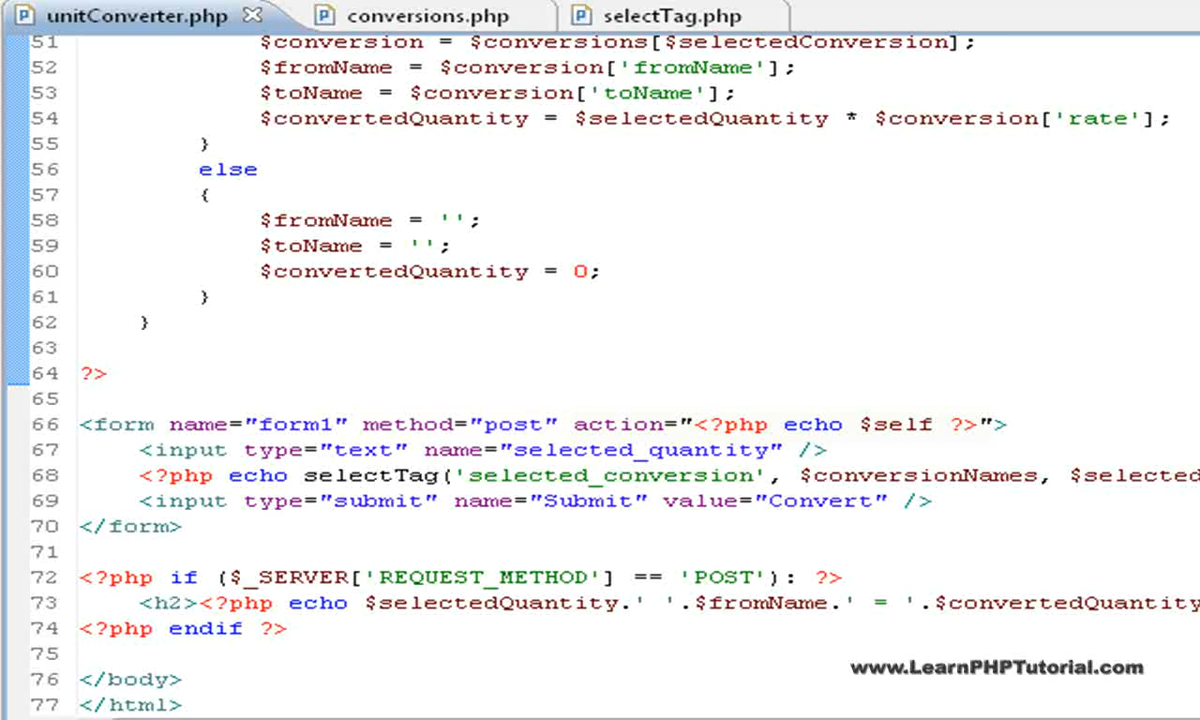 unitConverter.php conversions.php selectTag.php
51 $conversion = $conversions[$selectedConversion];
52 $fromName = $conversion['fromName'];
53 $toName = $conversion['toName'];
54 $convertedQuantity = $selectedQuantity * $conversion['rate'];
55 }
56 else
57 {
58 $fromName = '';
59 $toName = '';
60 $convertedQuantity = 0;
61 }
62 }
63
64 ?>
65
66 <form name="form1" method="post" action="<?php echo $self ?>">
67 <input type="text" name="selected_quantity" />
68 <?php echo selectTag('selected_conversion', $conversionNames, $selected
69 <input type="submit" name="Submit" value="Convert" />
70 </form>
71
72 <?php if ($_SERVER['REQUEST_METHOD'] == 'POST'): ?>
73 <h2><?php echo $selectedQuantity.' '.$fromName.' = '.$convertedQuantity
74 <?php endif ?>
75
www.LearnPHPTutorial.com
76 </body>
77 </html>